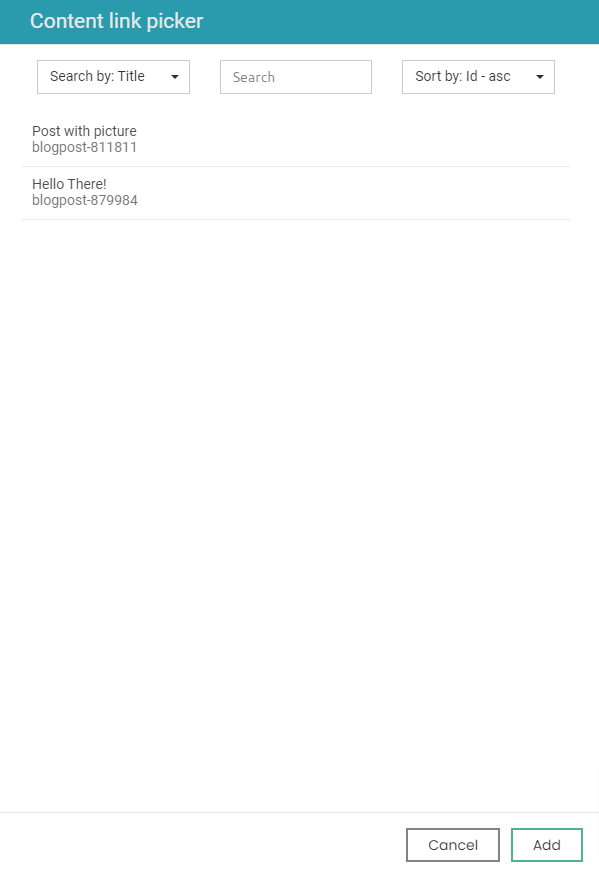 Content link picker
Search by: Title
Search
Sort by: Id - asc
Post with picture
blogpost-811811
Hello There!
blogpost-879984
Cancel
Add